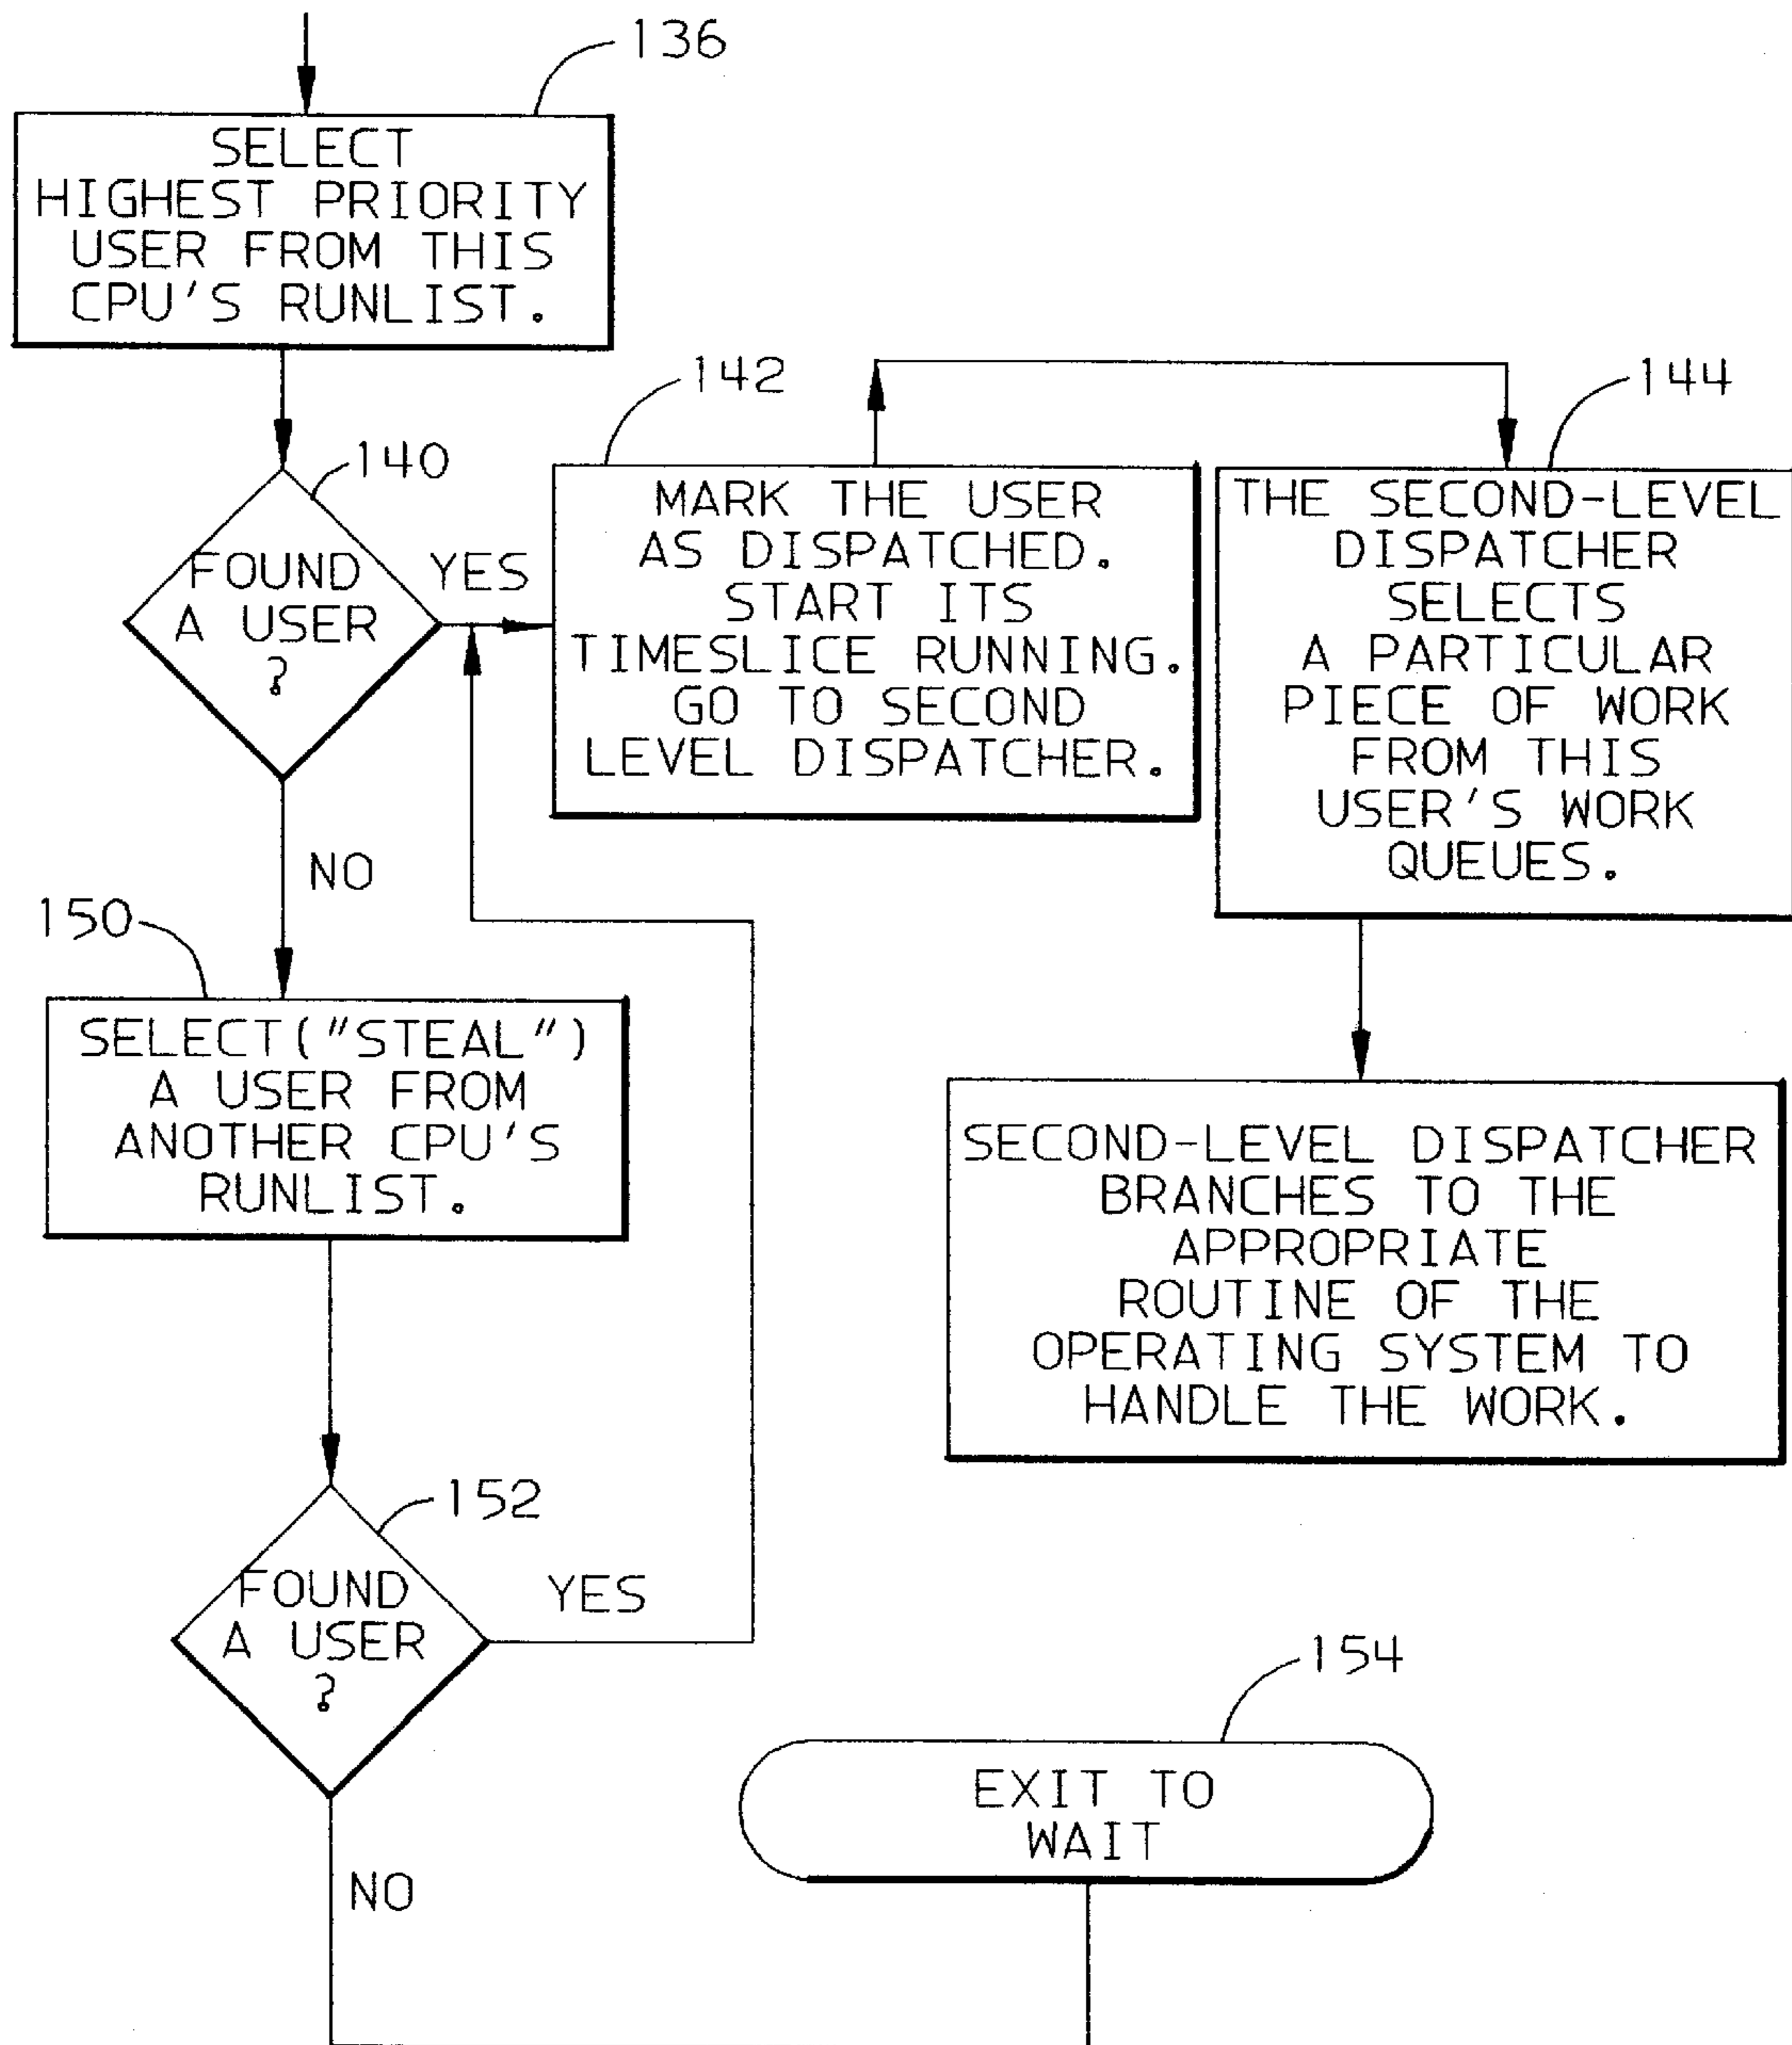 136
SELECT
HIGHEST PRIORITY
USER FROM THIS
CPU'S RUNLIST.
142
144
140
FOUND
A USER
?
YES
MARK THE USER
AS DISPATCHED.
START ITS
TIMESLICE RUNNING.
GO TO SECOND
LEVEL DISPATCHER.
THE SECOND-LEVEL
DISPATCHER
SELECTS
A PARTICULAR
PIECE OF WORK
FROM THIS
USER'S WORK
QUEUES.
NO
150
SELECT("STEAL")
A USER FROM
ANOTHER CPU'S
RUNLIST.
SECOND-LEVEL DISPATCHER
BRANCHES TO THE
APPROPRIATE
ROUTINE OF THE
OPERATING SYSTEM TO
HANDLE THE WORK.
152
FOUND
A USER
?
YES
154
EXIT TO
WAIT
NO